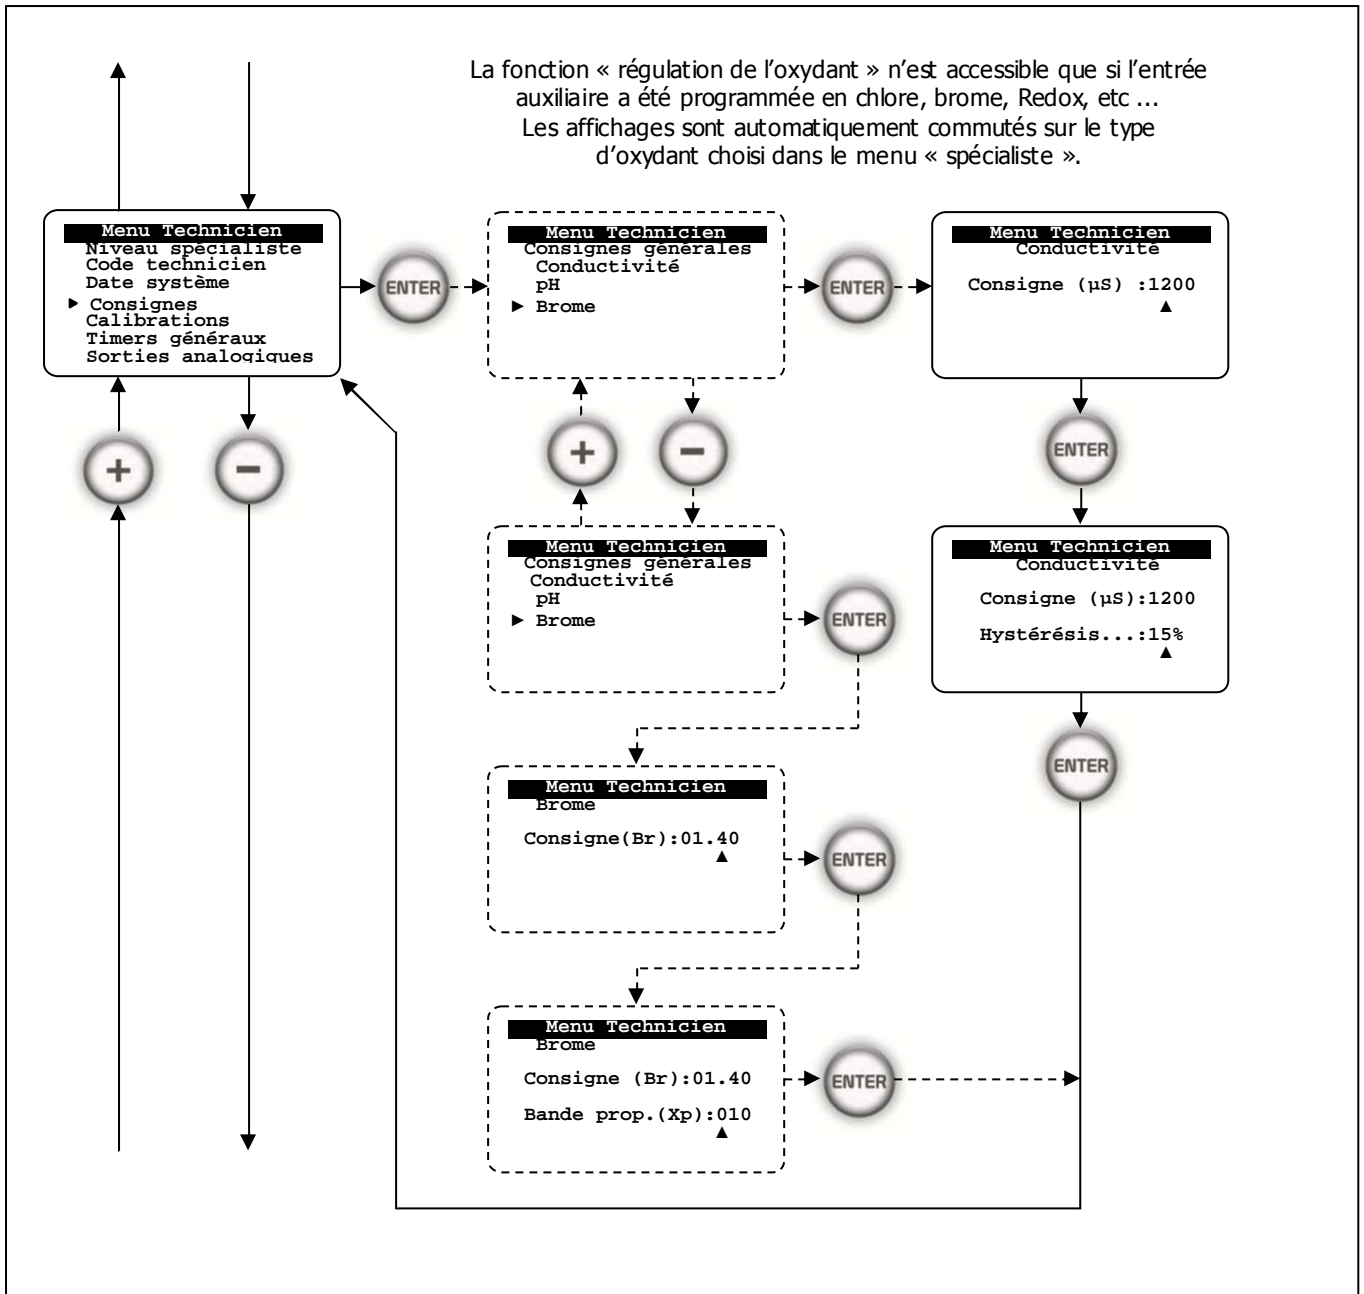 La fonction « régulation de l’oxydant » n’est accessible que si l’entrée
auxiliaire a été programmée en chlore, brome, Redox, etc …
Les affichages sont automatiquement commutés sur le type
d’oxydant choisi dans le menu « spécialiste ».
Menu Technicien
Niveau spécialiste
Code technicien
Date système
► Consignes
Calibrations
Timers généraux
Sorties analogiques
ENTER
Menu Technicien
Consignes générales
Conductivité
pH
► Brome
ENTER
Menu Technicien
Conductivité
Consigne (µS) :1200
▲
+
-
+
-
ENTER
Menu Technicien
Consignes générales
Conductivité
pH
► Brome
ENTER
Menu Technicien
Conductivité
Consigne (µS):1200
Hystérésis...:15%
▲
ENTER
Menu Technicien
Brome
Consigne(Br):01.40
▲
ENTER
Menu Technicien
Brome
Consigne (Br):01.40
Bande prop.(Xp):010
▲
ENTER